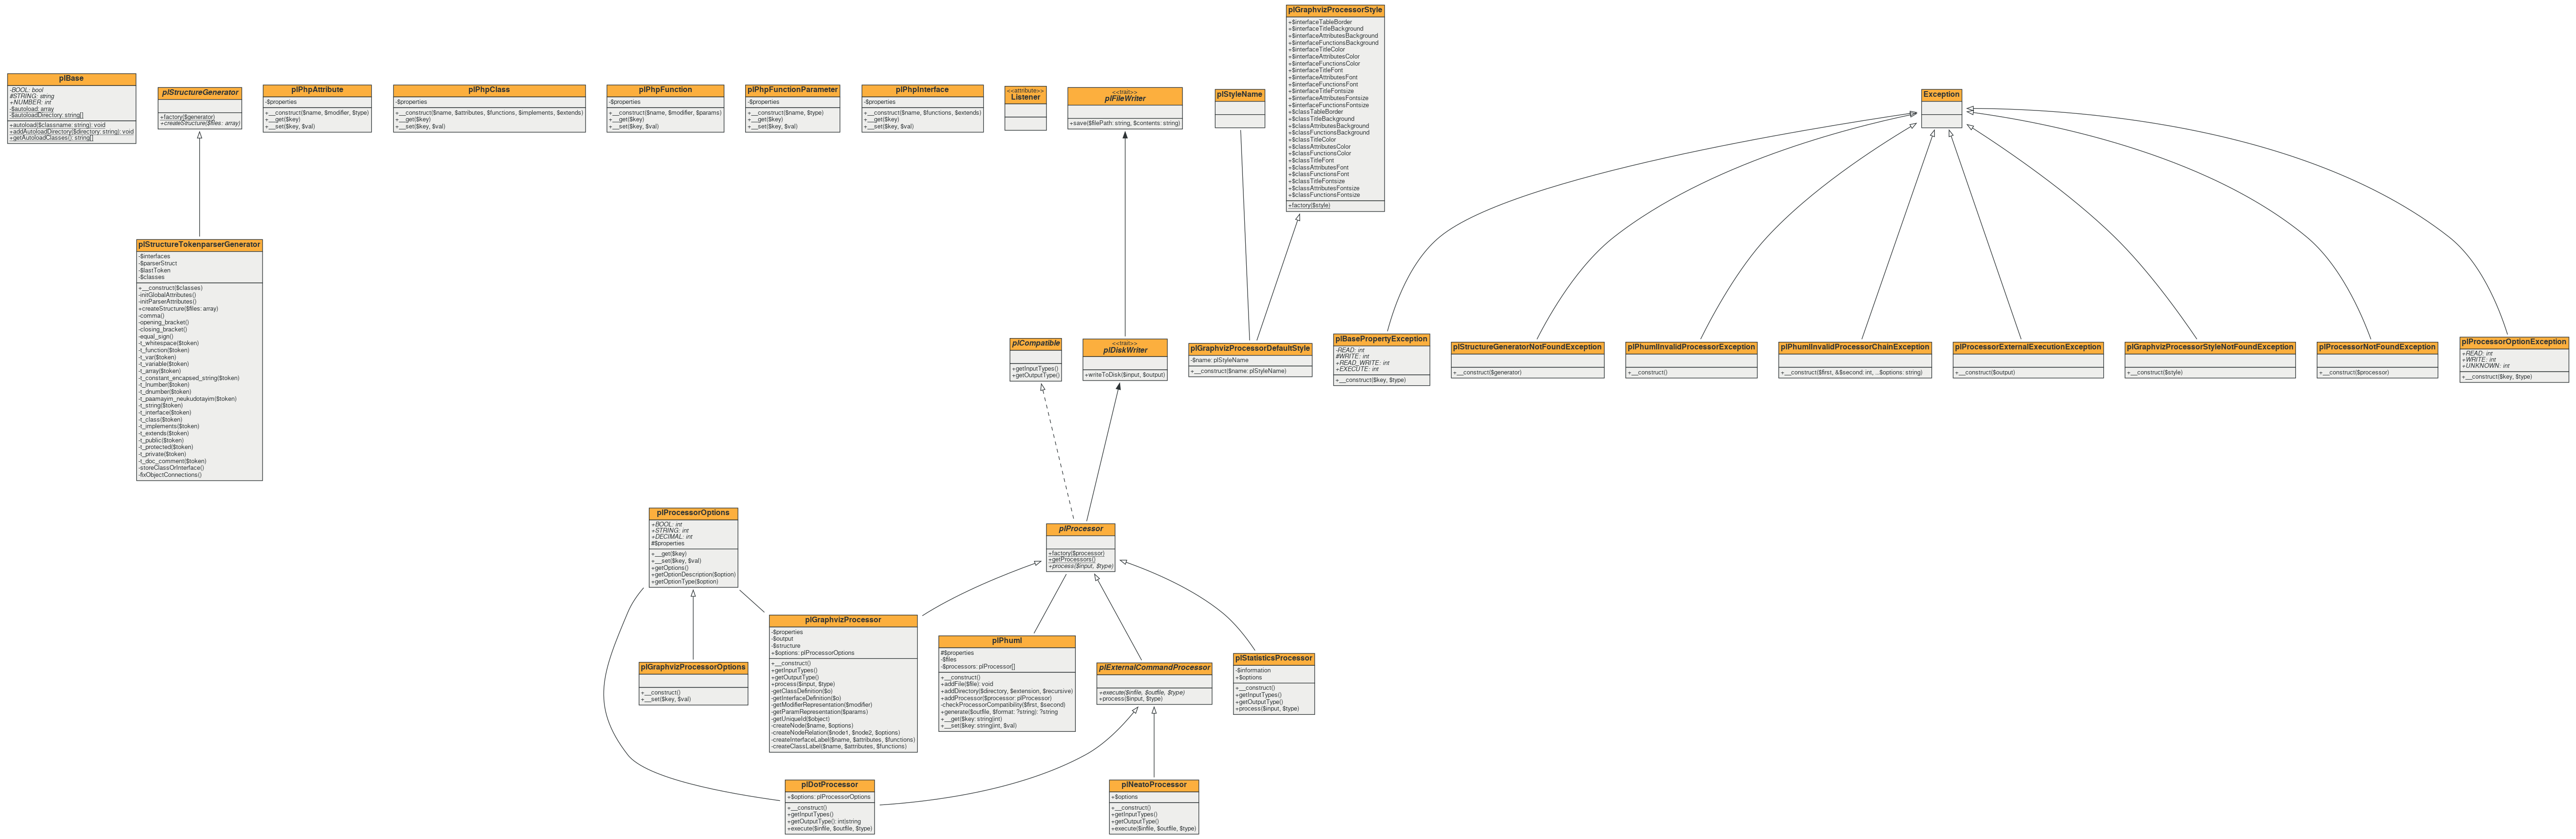 plBase
-BOOL: bool
#STRING: string
+NUMBER: int
-$autoload: array
-$autoloadDirectory: string[]
+autoload($classname: string): void
+addAutoloadDirectory($directory: string): void
+getAutoloadClasses(): string[]
plStructureGenerator
+factory($generator)
+createStructure($files: array)
plPhpAttribute
-$properties
+__construct($name, $modifier, $type)
+__get($key)
+__set($key, $val)
plPhpClass
-$properties
+__construct($name, $attributes, $functions, $implements, $extends)
+__get($key)
+__set($key, $val)
plPhpFunction
-$properties
+__construct($name, $modifier, $params)
+__get($key)
+__set($key, $val)
plPhpFunctionParameter
-$properties
+__construct($name, $type)
+__get($key)
+__set($key, $val)
plPhpInterface
-$properties
+__construct($name, $functions, $extends)
+__get($key)
+__set($key, $val)
<<attribute>>
Listener
<<trait>>
plFileWriter
+save($filePath: string, $contents: string)
plStyleName
plGraphvizProcessorStyle
+$interfaceTableBorder
+$interfaceTitleBackground
+$interfaceAttributesBackground
+$interfaceFunctionsBackground
+$interfaceTitleColor
+$interfaceAttributesColor
+$interfaceFunctionsColor
+$interfaceTitleFont
+$interfaceAttributesFont
+$interfaceFunctionsFont
+$interfaceTitleFontsize
+$interfaceAttributesFontsize
+$interfaceFunctionsFontsize
+$classTableBorder
+$classTitleBackground
+$classAttributesBackground
+$classFunctionsBackground
+$classTitleColor
+$classAttributesColor
+$classFunctionsColor
+$classTitleFont
+$classAttributesFont
+$classFunctionsFont
+$classTitleFontsize
+$classAttributesFontsize
+$classFunctionsFontsize
+factory($style)
Exception
plStructureTokenparserGenerator
-$interfaces
-$parserStruct
-$lastToken
-$classes
+__construct($classes)
-initGlobalAttributes()
-initParserAttributes()
+createStructure($files: array)
-comma()
-opening_bracket()
-closing_bracket()
-equal_sign()
-t_whitespace($token)
-t_function($token)
-t_var($token)
-t_variable($token)
-t_array($token)
-t_constant_encapsed_string($token)
-t_lnumber($token)
-t_dnumber($token)
-t_paamayim_neukudotayim($token)
-t_string($token)
-t_interface($token)
-t_class($token)
-t_implements($token)
-t_extends($token)
-t_public($token)
-t_protected($token)
-t_private($token)
-t_doc_comment($token)
-storeClassOrInterface()
-fixObjectConnections()
plCompatible
+getInputTypes()
+getOutputType()
<<trait>>
plDiskWriter
+writeToDisk($input, $output)
plGraphvizProcessorDefaultStyle
-$name: plStyleName
+__construct($name: plStyleName)
plBasePropertyException
-READ: int
#WRITE: int
+READ_WRITE: int
+EXECUTE: int
+__construct($key, $type)
plStructureGeneratorNotFoundException
+__construct($generator)
plPhumlInvalidProcessorException
+__construct()
plPhumlInvalidProcessorChainException
+__construct($first, &$second: int, ...$options: string)
plProcessorExternalExecutionException
+__construct($output)
plGraphvizProcessorStyleNotFoundException
+__construct($style)
plProcessorNotFoundException
+__construct($processor)
plProcessorOptionException
+READ: int
+WRITE: int
+UNKNOWN: int
+__construct($key, $type)
plProcessorOptions
+BOOL: int
+STRING: int
+DECIMAL: int
#$properties
+__get($key)
+__set($key, $val)
+getOptions()
+getOptionDescription($option)
+getOptionType($option)
plProcessor
+factory($processor)
+getProcessors()
+process($input, $type)
plGraphvizProcessorOptions
+__construct()
+__set($key, $val)
plGraphvizProcessor
-$properties
-$output
-$structure
+$options: plProcessorOptions
+__construct()
+getInputTypes()
+getOutputType()
+process($input, $type)
-getClassDefinition($o)
-getInterfaceDefinition($o)
-getModifierRepresentation($modifier)
-getParamRepresentation($params)
-getUniqueId($object)
-createNode($name, $options)
-createNodeRelation($node1, $node2, $options)
-createInterfaceLabel($name, $attributes, $functions)
-createClassLabel($name, $attributes, $functions)
plPhuml
#$properties
-$files
-$processors: plProcessor[]
+__construct()
+addFile($file): void
+addDirectory($directory, $extension, $recursive)
+addProcessor($processor: plProcessor)
-checkProcessorCompatibility($first, $second)
+generate($outfile, $format: ?string): ?string
+__get($key: string|int)
+__set($key: string|int, $val)
plExternalCommandProcessor
+execute($infile, $outfile, $type)
+process($input, $type)
plStatisticsProcessor
-$information
+$options
+__construct()
+getInputTypes()
+getOutputType()
+process($input, $type)
plDotProcessor
+$options: plProcessorOptions
+__construct()
+getInputTypes()
+getOutputType(): int|string
+execute($infile, $outfile, $type)
plNeatoProcessor
+$options
+__construct()
+getInputTypes()
+getOutputType()
+execute($infile, $outfile, $type)